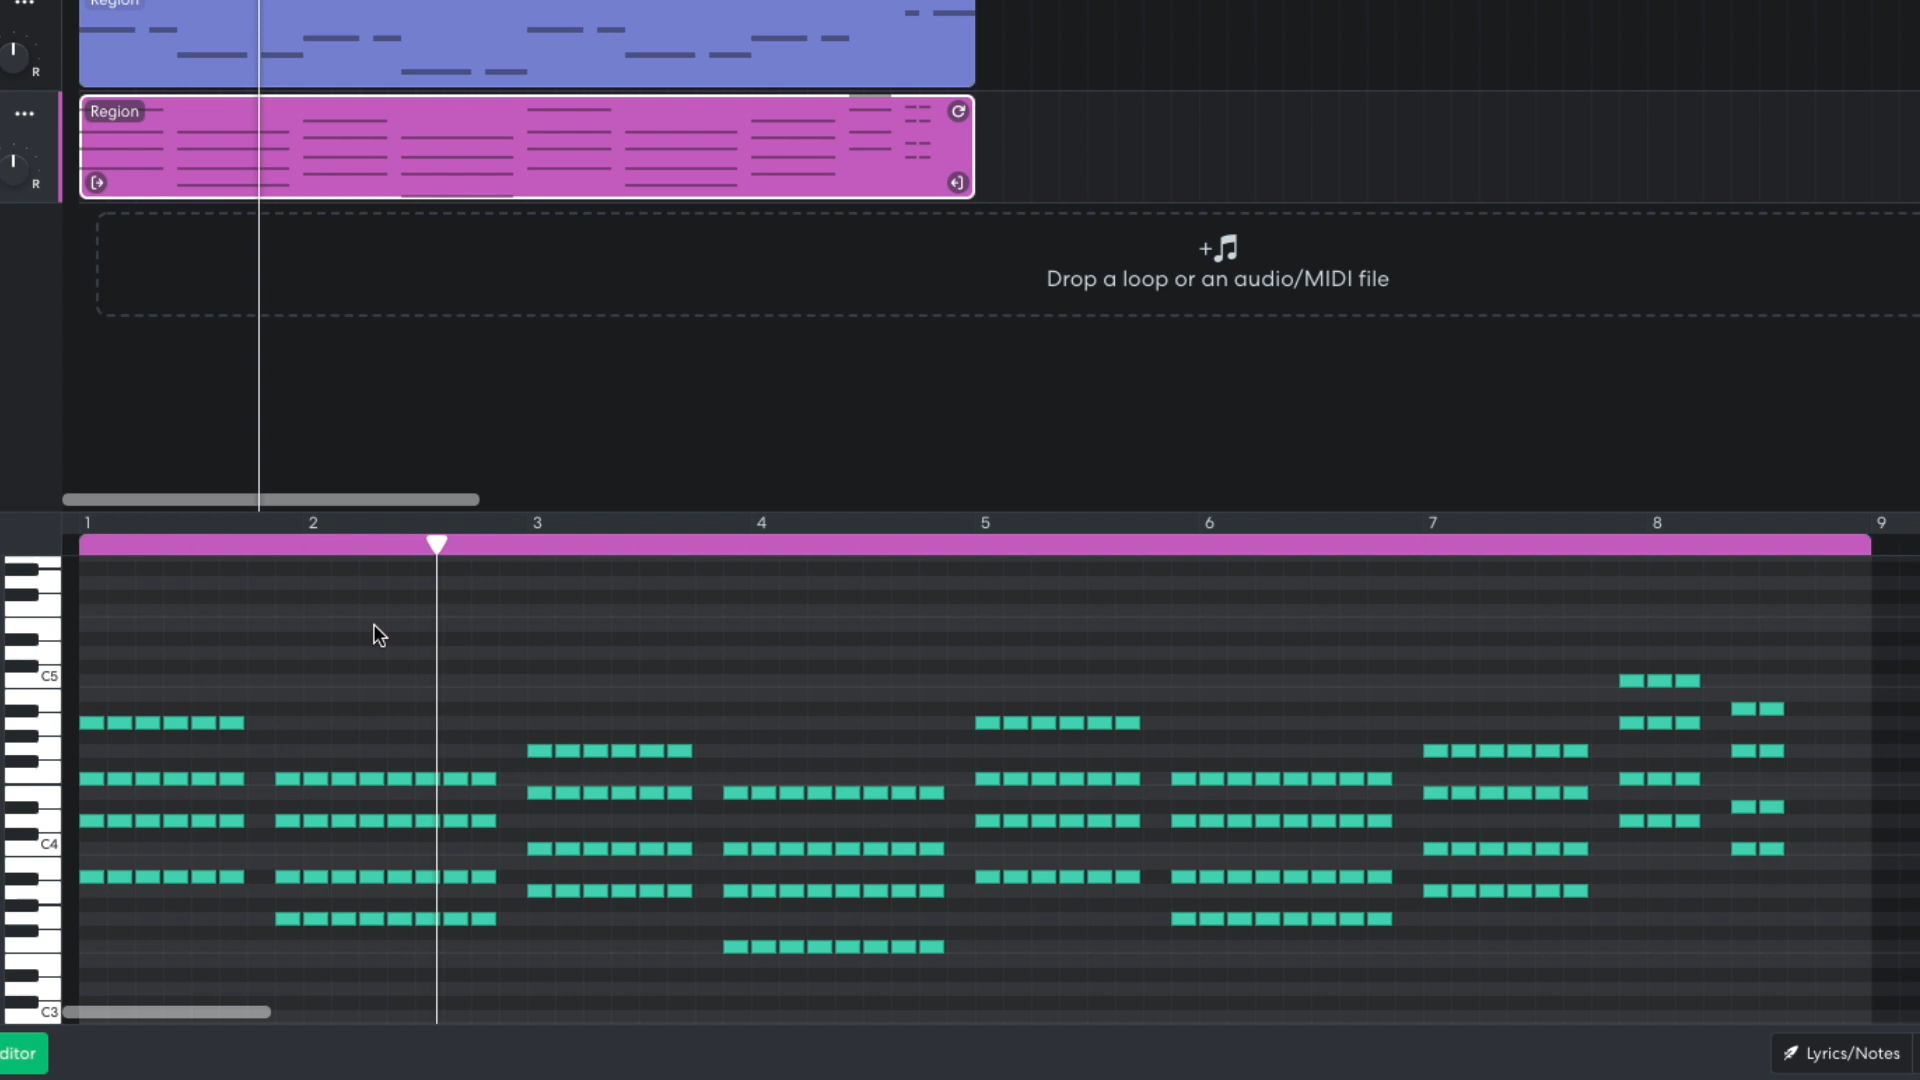 Region
R
Region
R
Drop a loop or an audio/MIDI file
1 2 3 4 5 6 7 8 9
C5
C4
C3
ditor
Lyrics/Notes